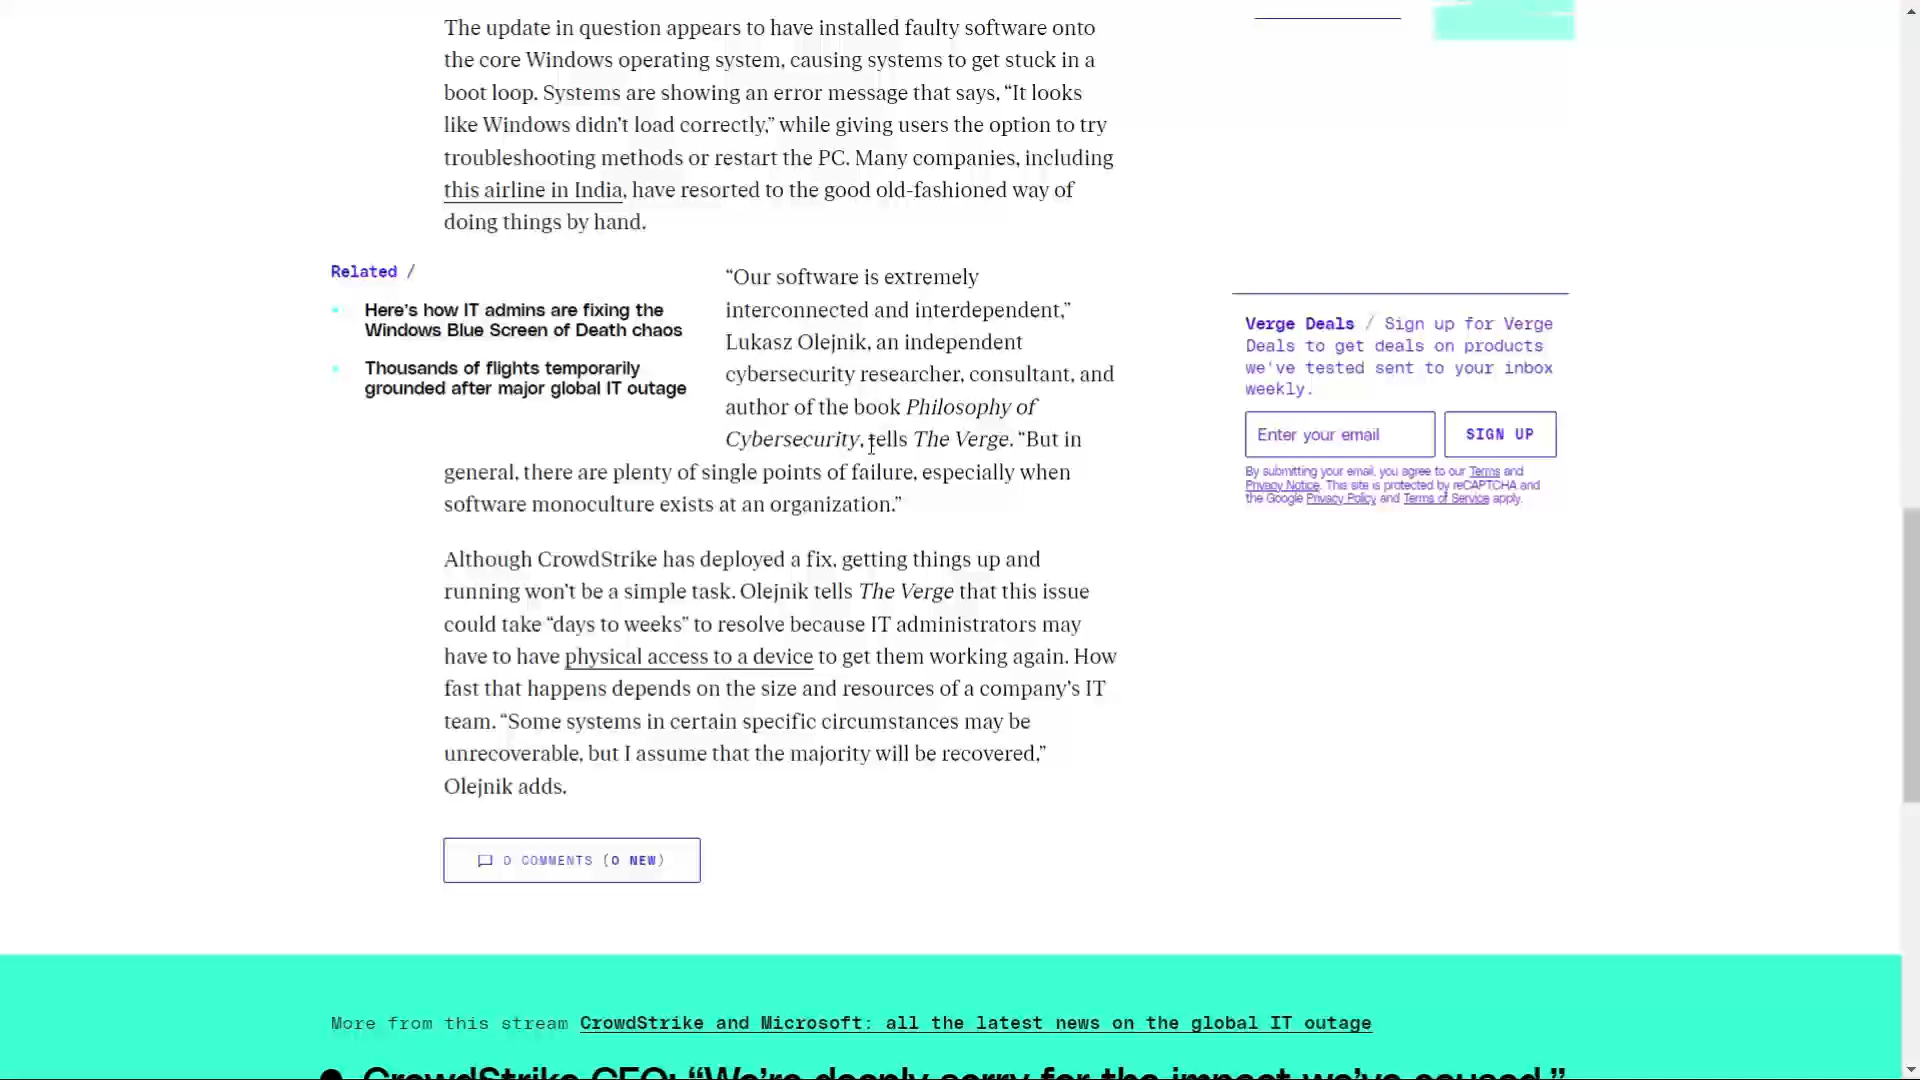 The update in question appears to have installed faulty software onto
the core Windows operating system, causing systems to get stuck in a
boot loop. Systems are showing an error message that says, “It looks
like Windows didn’t load correctly,” while giving users the option to try
troubleshooting methods or restart the PC. Many companies, including
this airline in India, have resorted to the good old-fashioned way of
doing things by hand.
Related /
Here’s how IT admins are fixing the
Windows Blue Screen of Death chaos
Thousands of flights temporarily
grounded after major global IT outage
“Our software is extremely
interconnected and interdependent,”
Lukasz Olejnik, an independent
cybersecurity researcher, consultant, and
author of the book Philosophy of
Cybersecurity, tells The Verge. “But in
general, there are plenty of single points of failure, especially when
software monoculture exists at an organization.”
Although CrowdStrike has deployed a fix, getting things up and
running won’t be a simple task. Olejnik tells The Verge that this issue
could take “days to weeks” to resolve because IT administrators may
have to have physical access to a device to get them working again. How
fast that happens depends on the size and resources of a company’s IT
team. “Some systems in certain specific circumstances may be
unrecoverable, but I assume that the majority will be recovered,”
Olejnik adds.
0 COMMENTS (0 NEW)
Verge Deals / Sign up for Verge
Deals to get deals on products
we've tested sent to your inbox
weekly.
Enter your email
SIGN UP
By submitting your email, you agree to our Terms and
Privacy Notice. This site is protected by reCAPTCHA and
the Google Privacy Policy and Terms of Service apply.
More from this stream CrowdStrike and Microsoft: all the latest news on the global IT outage
CrowdStrike CEO: “We’re deeply sorry for the impact we’ve caused.”